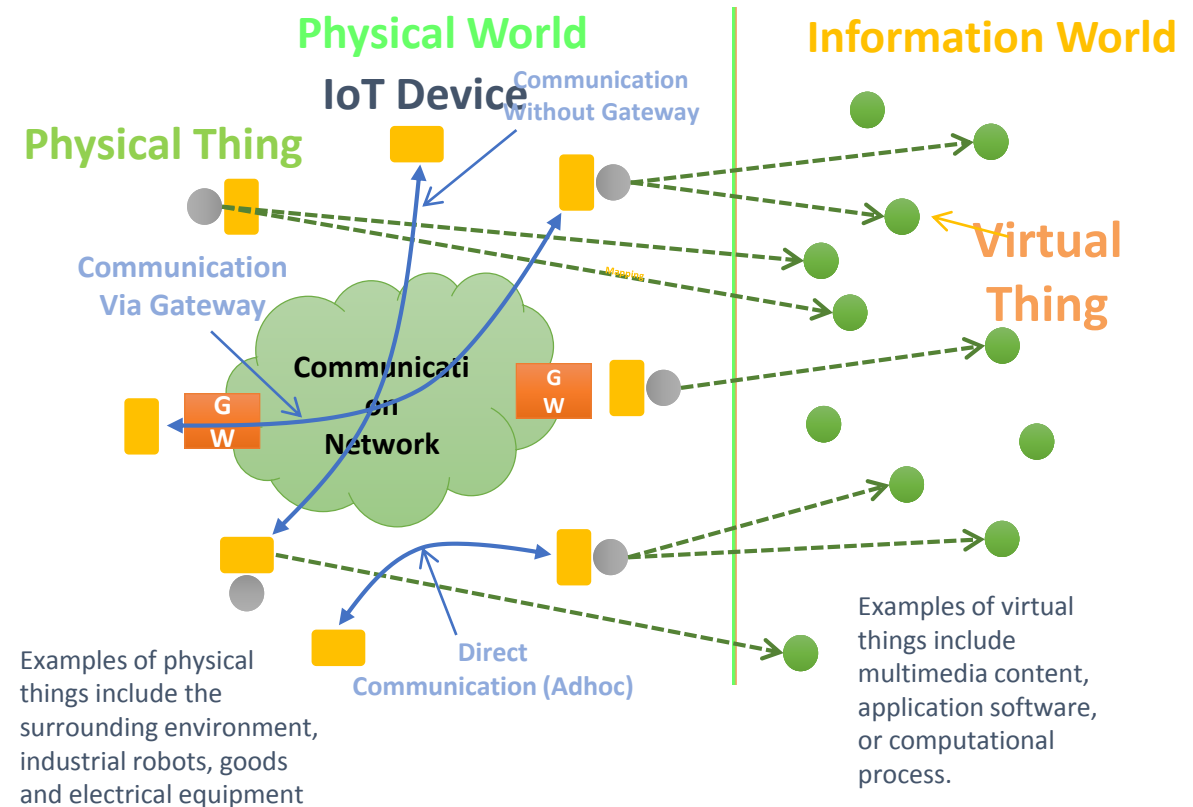 Physical World
Information World
IoT Device
Communication
Without Gateway
Physical Thing
Virtual
Thing
Communication
Via Gateway
Mapping
Communicati
on
Network
G
W
G
W
Direct
Communication (Adhoc)
Examples of physical
things include the
surrounding environment,
industrial robots, goods
and electrical equipment
Examples of virtual
things include
multimedia content,
application software,
or computational
process.